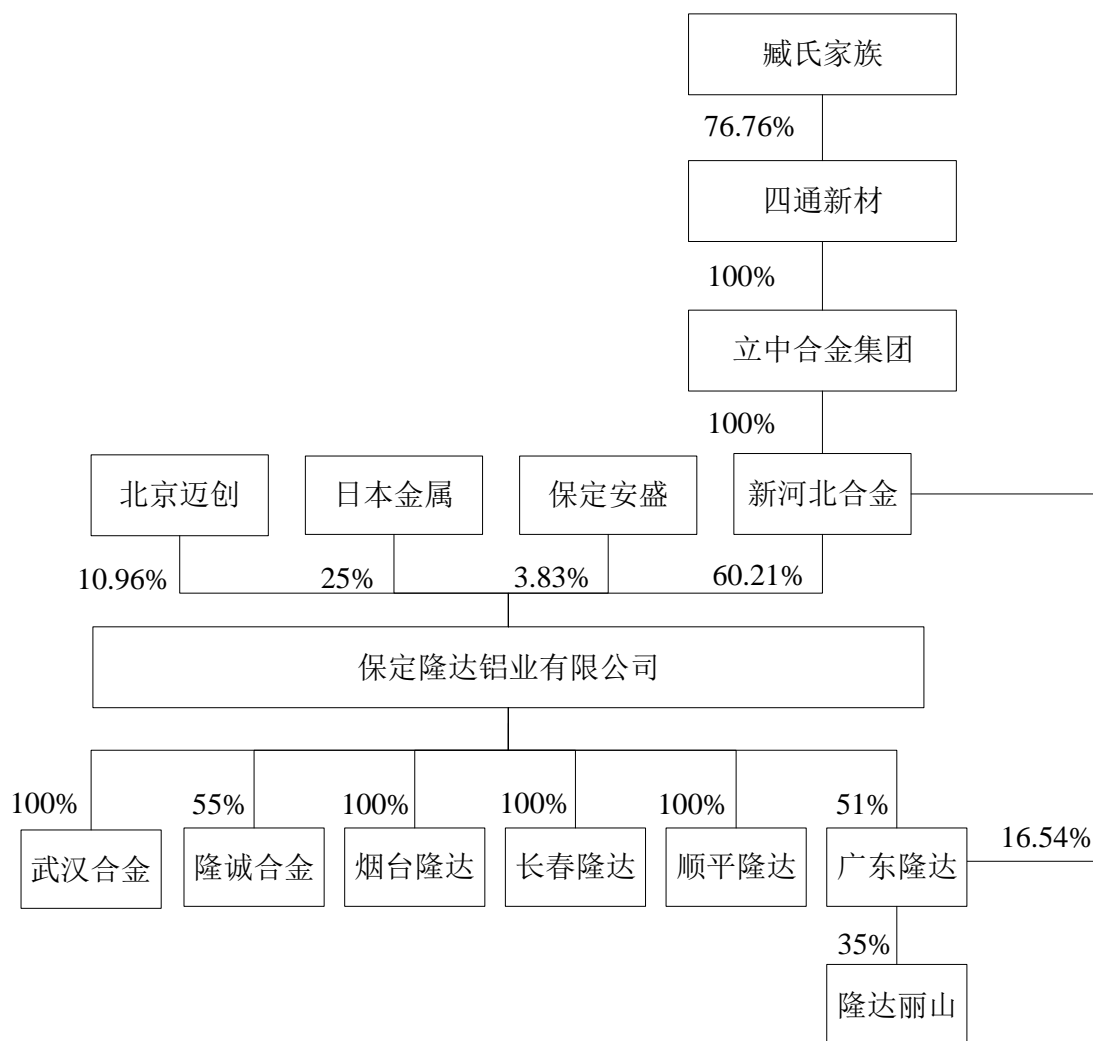 臧氏家族
76.76%
四通新材
100%
立中合金集团
100%
北京迈创
日本金属
保定安盛
新河北合金
10.96%
25%
3.83%
60.21%
保定隆达铝业有限公司
100%
55%
100%
100%
100%
51%
16.54%
武汉合金
隆诚合金
烟台隆达
长春隆达
顺平隆达
广东隆达
35%
隆达丽山